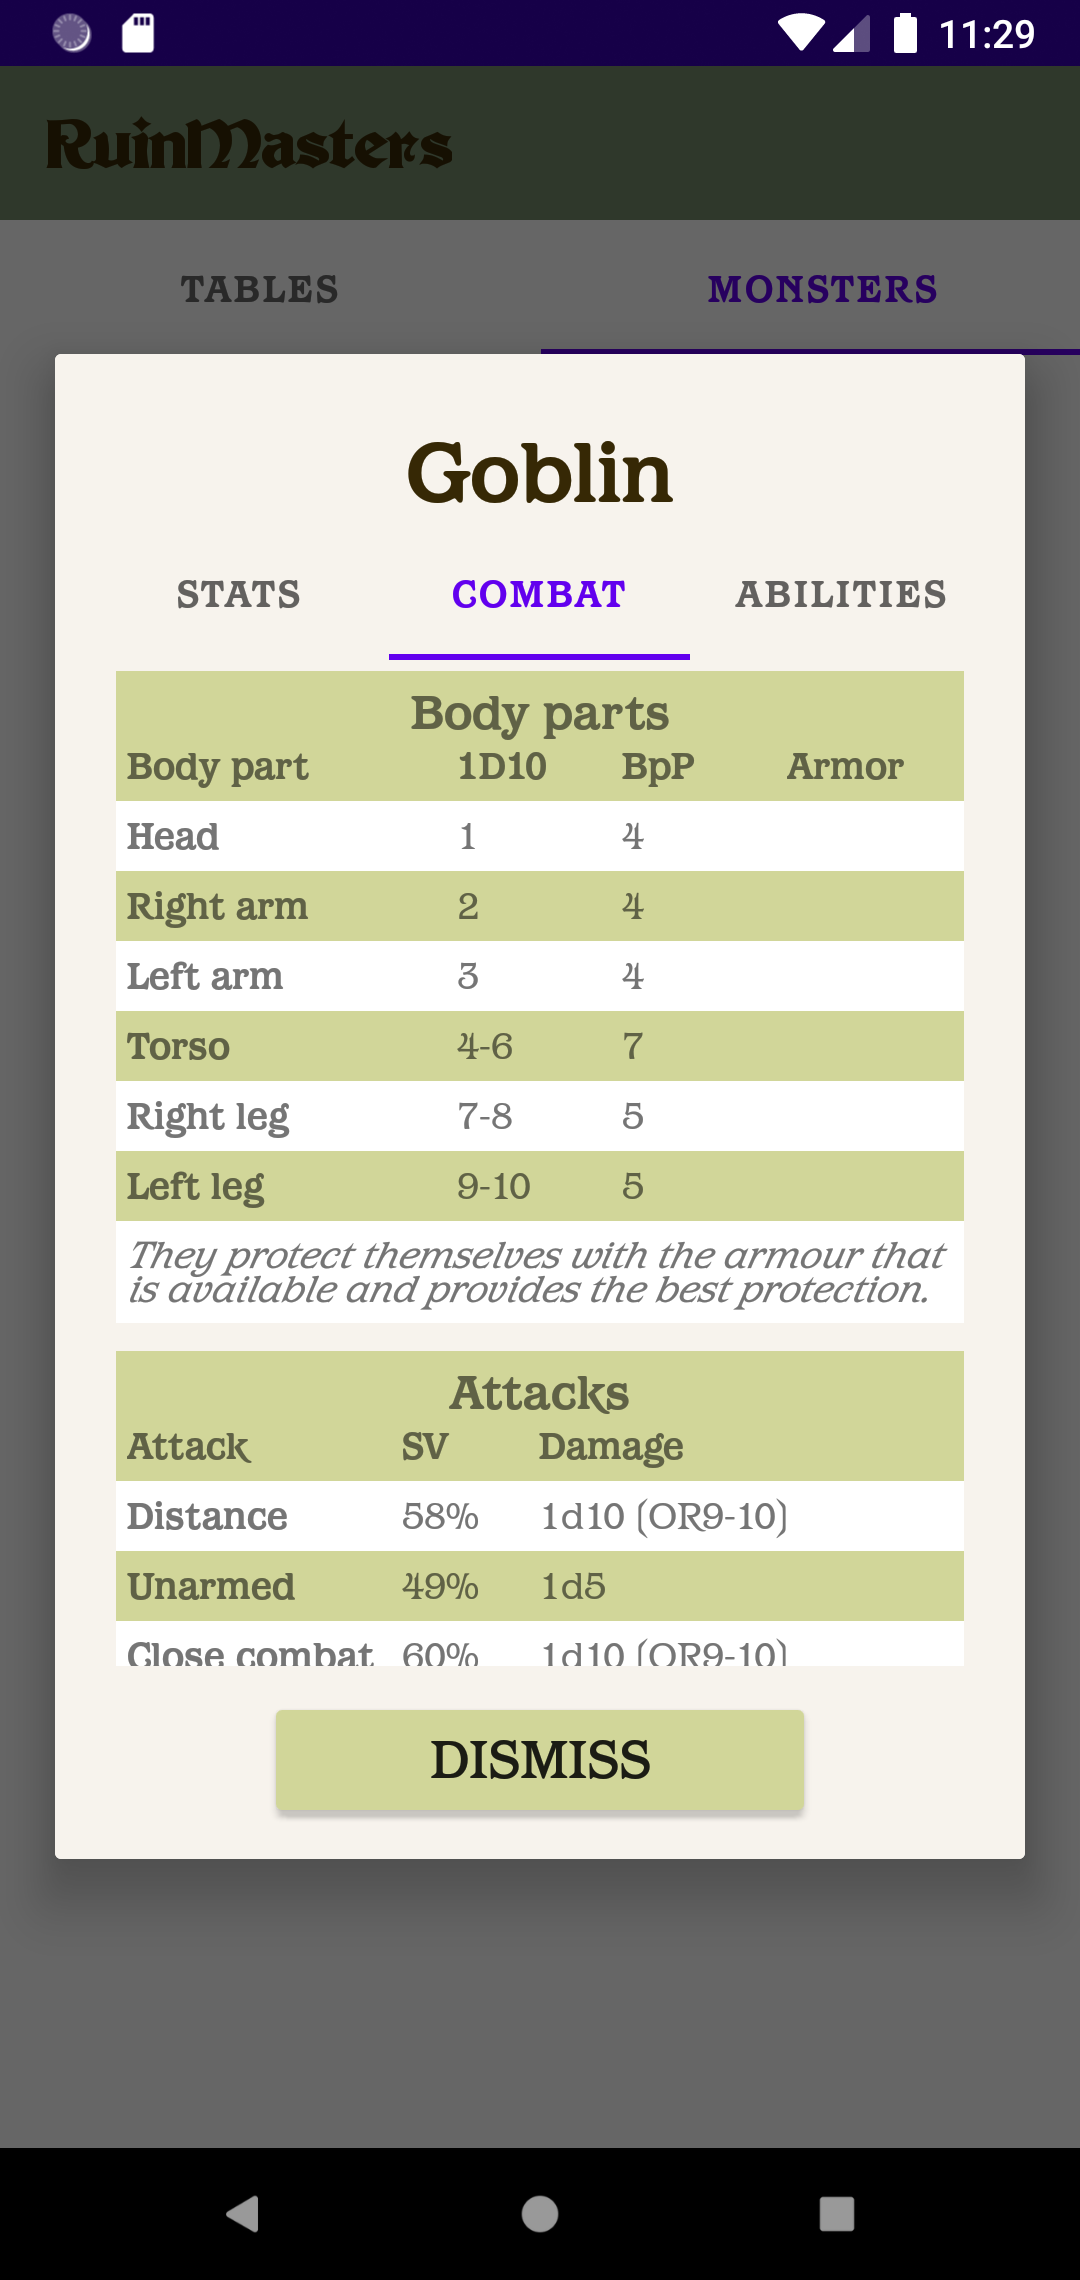 11:29
RuinMasters
TABLES MONSTERS
Goblin
STATS COMBAT ABILITIES
Body parts
Body part 1D10 BpP Armor
Head 1 4
Right arm 2 4
Left arm 3 4
Torso 4-6 7
Right leg 7-8 5
Left leg 9-10 5
They protect themselves with the armour that
is available and provides the best protection.
Attacks
Attack SV Damage
Distance 58% 1d10 (OR9-10)
Unarmed 49% 1d5
Close combat 60% 1d10 (OR9-10)
DISMISS